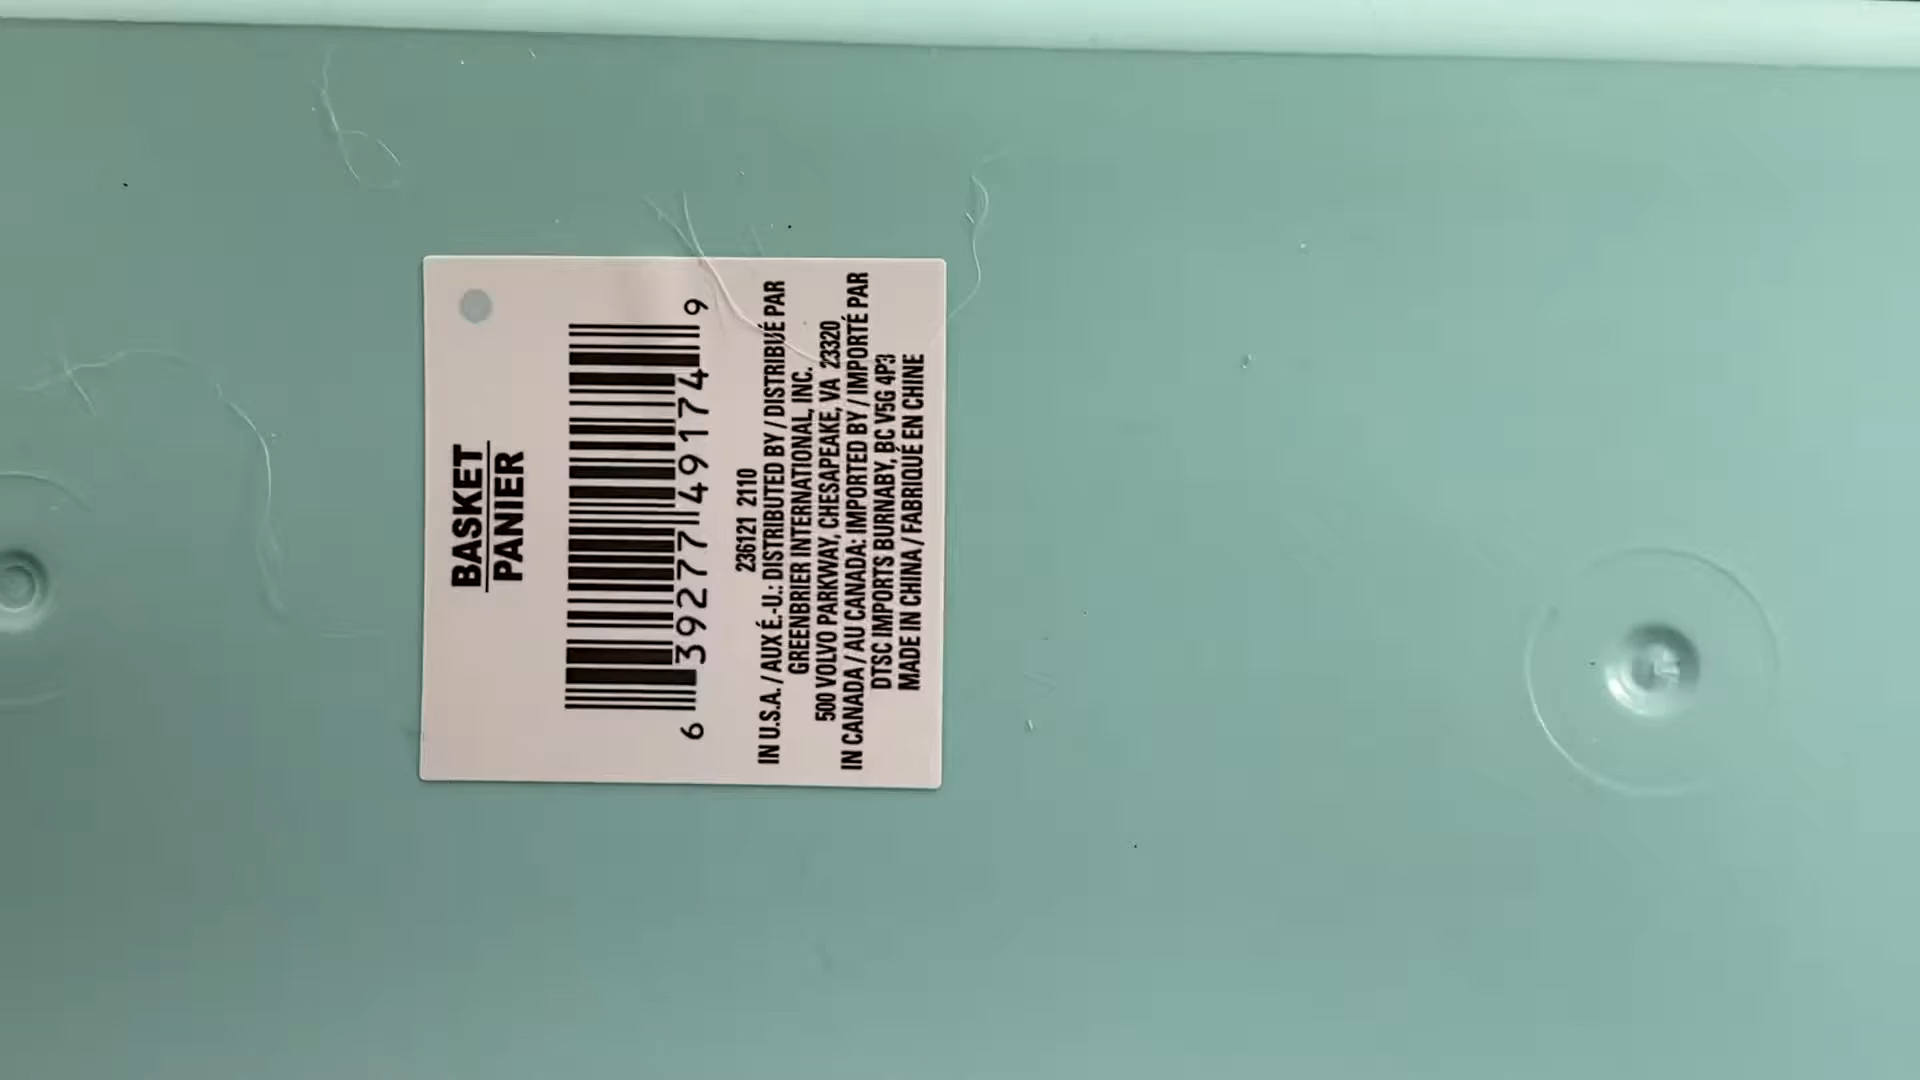 BASKET
PANIER
6 39277 49174 9
236121 2110
IN U.S.A. / AUX É.-U.: DISTRIBUTED BY / DISTRIBUÉ PAR
GREENBRIER INTERNATIONAL, INC.
500 VOLVO PARKWAY, CHESAPEAKE, VA 23320
IN CANADA / AU CANADA: IMPORTED BY / IMPORTÉ PAR
DTSC IMPORTS BURNABY, BC V5G 4P3
MADE IN CHINA / FABRIQUÉ EN CHINE